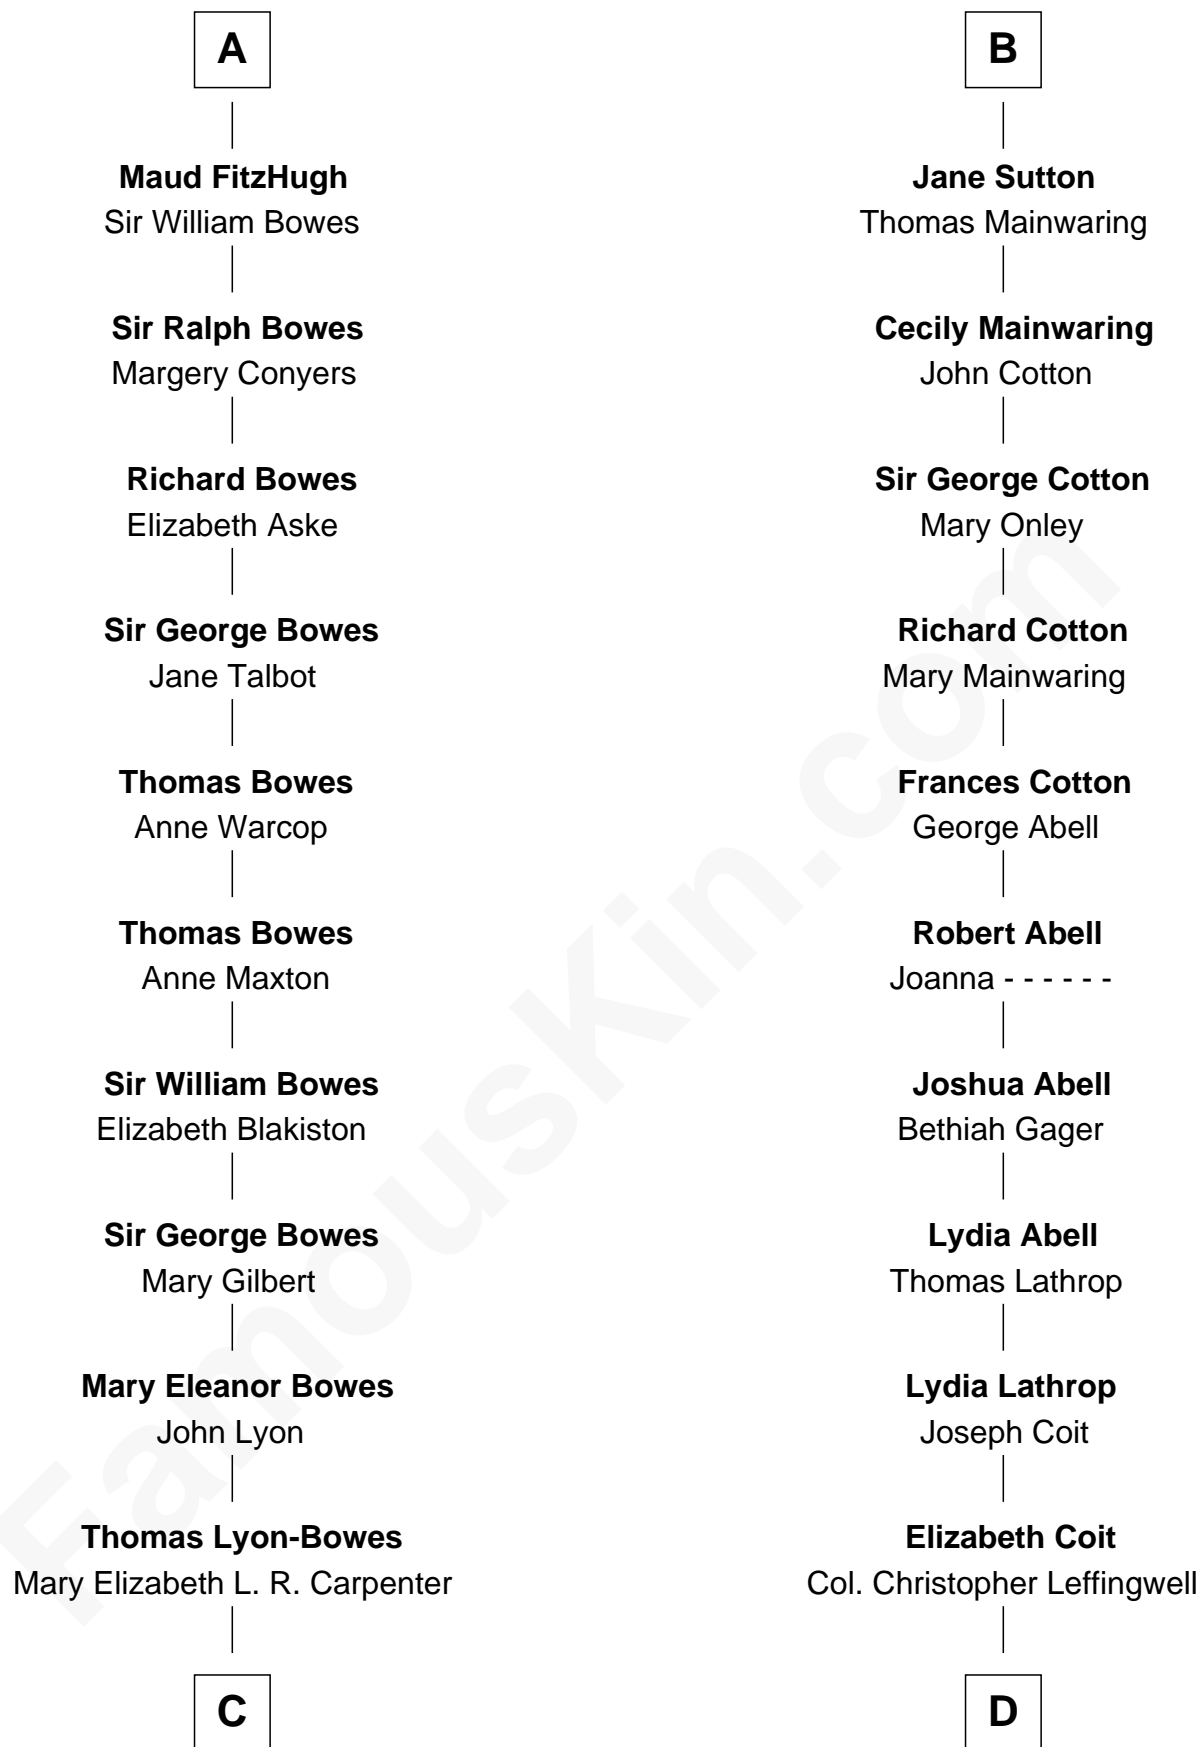 A
Maud FitzHugh
Sir William Bowes
Sir Ralph Bowes
Margery Conyers
Richard Bowes
Elizabeth Aske
Sir George Bowes
Jane Talbot
Thomas Bowes
Anne Warcop
Thomas Bowes
Anne Maxton
Sir William Bowes
Elizabeth Blakiston
Sir George Bowes
Mary Gilbert
Mary Eleanor Bowes
John Lyon
Thomas Lyon-Bowes
Mary Elizabeth L. R. Carpenter
C
B
Jane Sutton
Thomas Mainwaring
Cecily Mainwaring
John Cotton
Sir George Cotton
Mary Onley
Richard Cotton
Mary Mainwaring
Frances Cotton
George Abell
Robert Abell
Joanna - - - - - -
Joshua Abell
Bethiah Gager
Lydia Abell
Thomas Lathrop
Lydia Lathrop
Joseph Coit
Elizabeth Coit
Col. Christopher Leffingwell
D
FamousKin.com